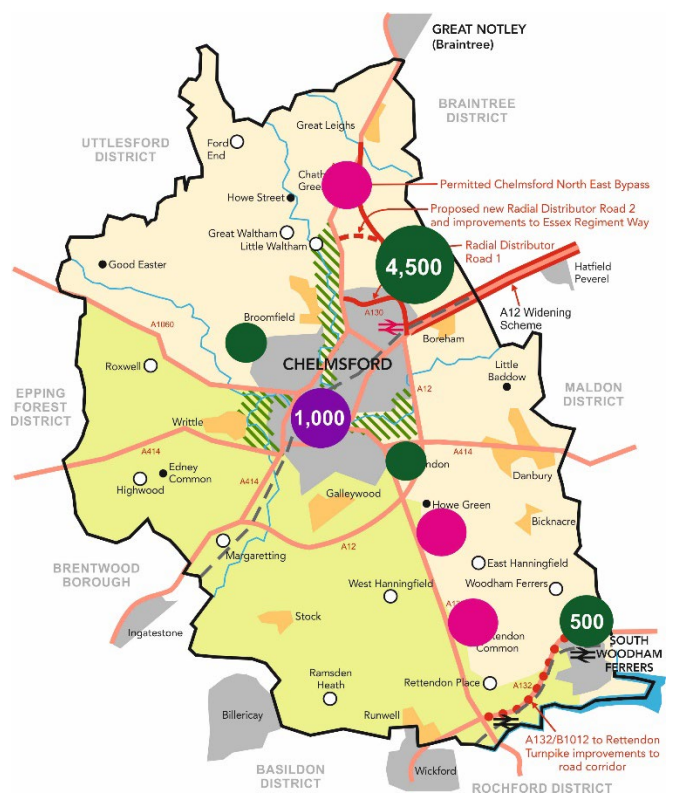 GREAT NOTLEY
(Braintree)
BRAINTREE
DISTRICT
UTTLESFORD
DISTRICT
Great Leighs
Ford
End
Howe Street
Permitted Chelmsford North East Bypass
Proposed new Radial Distributor Road 2
and improvements to Essex Regiment Way
Great Waltham
Little Waltham
Radial Distributor
Road 1
4,500
Good Easter
Hatfield
Peverel
A12 Widening
Scheme
Broomfield
A130
A1060
Boreham
CHELMSFORD
Roxwell
Little
Baddow
A12
EPPING
FOREST
DISTRICT
MALDON
DISTRICT
Writtle
1,000
A414
A414
Edney
Common
Highwood
A414
Danbury
Galleywood
Howe Green
Bicknacre
Margaretting
A12
East Hanningfield
BRENTWOOD
BOROUGH
West Hanningfield
Woodham Ferrers
Ingatestone
Stock
500
SOUTH
WOODHAM
FERRERS
Common
Ramsden
Heath
Rettendon Place
A132
Billericay
Runwell
A132/B1012 to Rettendon
Turnpike improvements to
road corridor
Wickford
BASILDON
DISTRICT
ROCHFORD DISTRICT